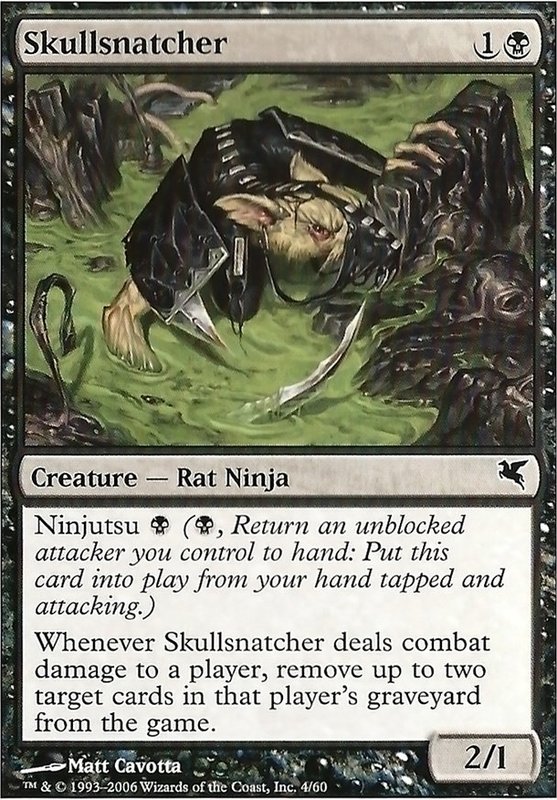 Skullsnatcher 1
Creature — Rat Ninja
Ninjutsu (, Return an unblocked
attacker you control to hand: Put this
card into play from your hand tapped and
attacking.)
Whenever Skullsnatcher deals combat
damage to a player, remove up to two
target cards in that player's graveyard
from the game.
2/1
Matt Cavotta
™ & © 1993–2006 Wizards of the Coast, Inc. 4/60